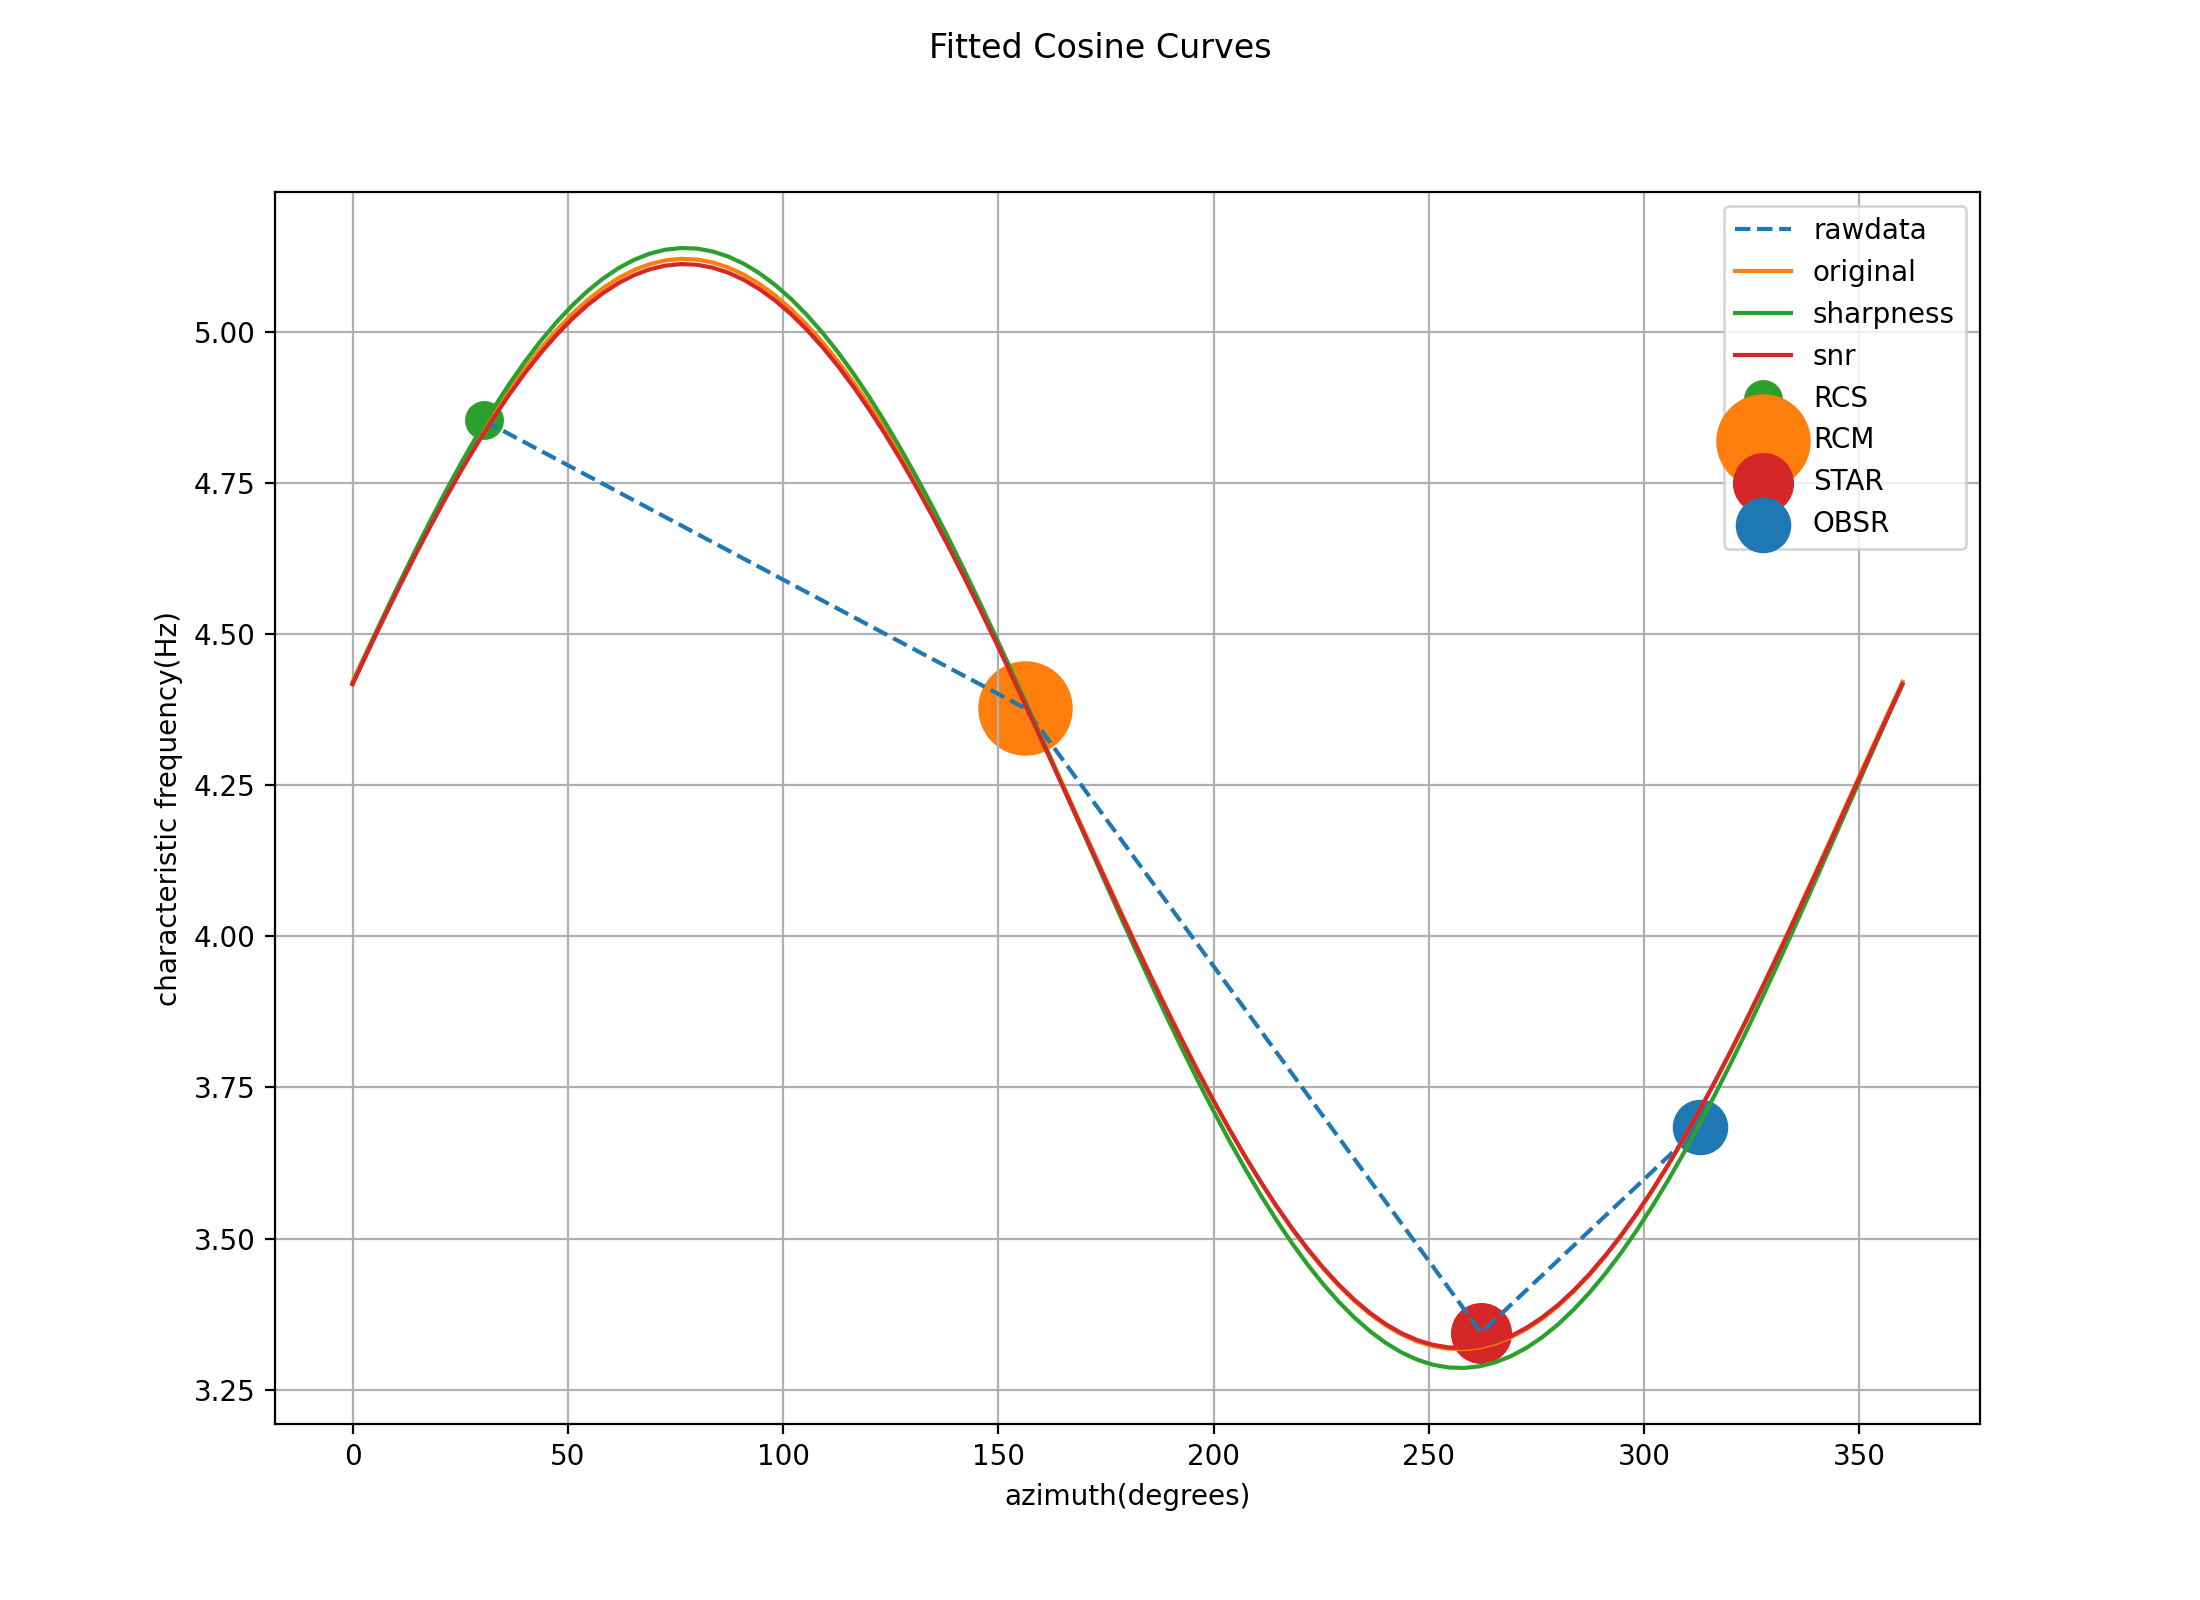 Fitted Cosine Curves
rawdata
original
sharpness
snr
RCS
RCM
STAR
OBSR
characteristic frequency(Hz)
5.00
4.75
4.50
4.25
4.00
3.75
3.50
3.25
0 50 100 150 200 250 300 350
azimuth(degrees)